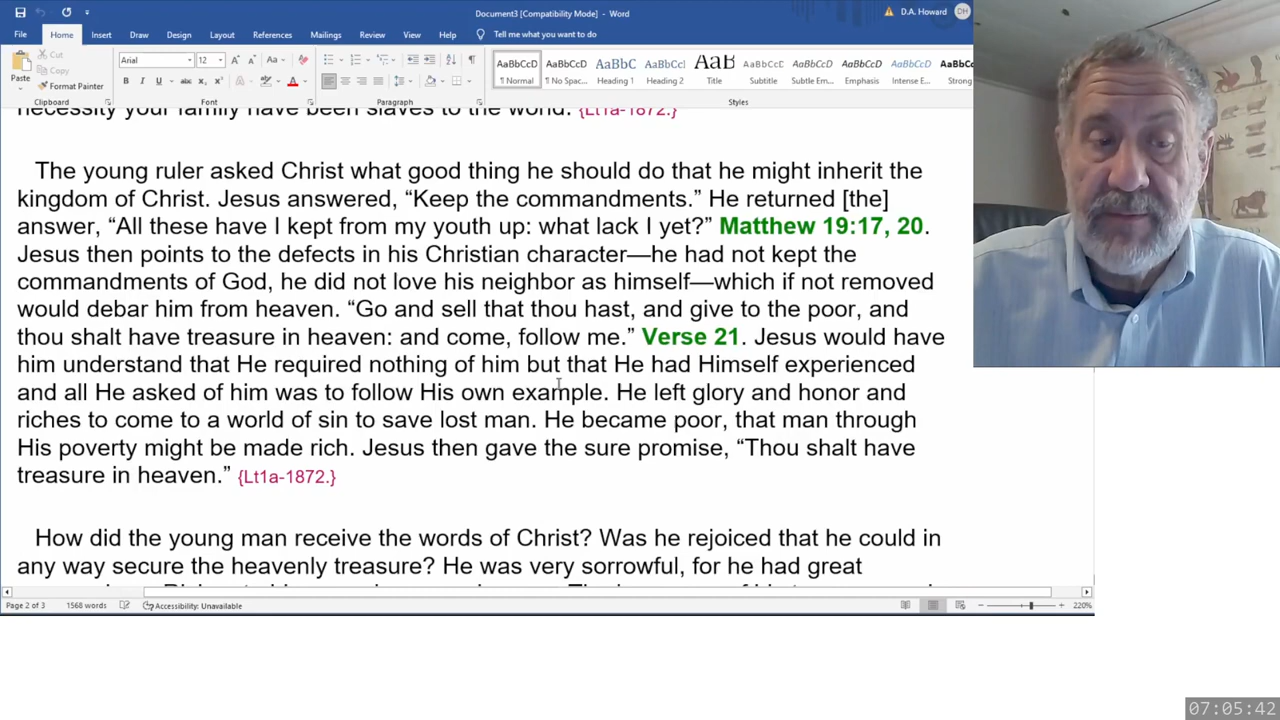 Document3 [Compatibility Mode] - Word
D.A. Howard
DH
File Home Insert Draw Design Layout References Mailings Review View Help Tell me what you want to do
Paste
Cut
Copy
Format Painter
Clipboard
Arial 12
Font
Paragraph
AaBbCcD AaBbCcD AaBbC AaBbCcC AaB AaBbCcD AaBbCcD AaBbCcD AaBbCcD AaBbCc
¶ Normal ¶ No Spac... Heading 1 Heading 2 Title Subtitle Subtle Em... Emphasis Intense E... Strong
Styles
necessity your family have been slaves to the world. {Lt1a-1872.}
The young ruler asked Christ what good thing he should do that he might inherit the
kingdom of Christ. Jesus answered, “Keep the commandments.” He returned [the]
answer, “All these have I kept from my youth up: what lack I yet?” Matthew 19:17, 20.
Jesus then points to the defects in his Christian character—he had not kept the
commandments of God, he did not love his neighbor as himself—which if not removed
would debar him from heaven. “Go and sell that thou hast, and give to the poor, and
thou shalt have treasure in heaven: and come, follow me.” Verse 21. Jesus would have
him understand that He required nothing of him but that He had Himself experienced
and all He asked of him was to follow His own example. He left glory and honor and
riches to come to a world of sin to save lost man. He became poor, that man through
His poverty might be made rich. Jesus then gave the sure promise, “Thou shalt have
treasure in heaven.” {Lt1a-1872.}
How did the young man receive the words of Christ? Was he rejoiced that he could in
any way secure the heavenly treasure? He was very sorrowful, for he had great
Page 2 of 3 1568 words Accessibility: Unavailable 220%
07:05:42